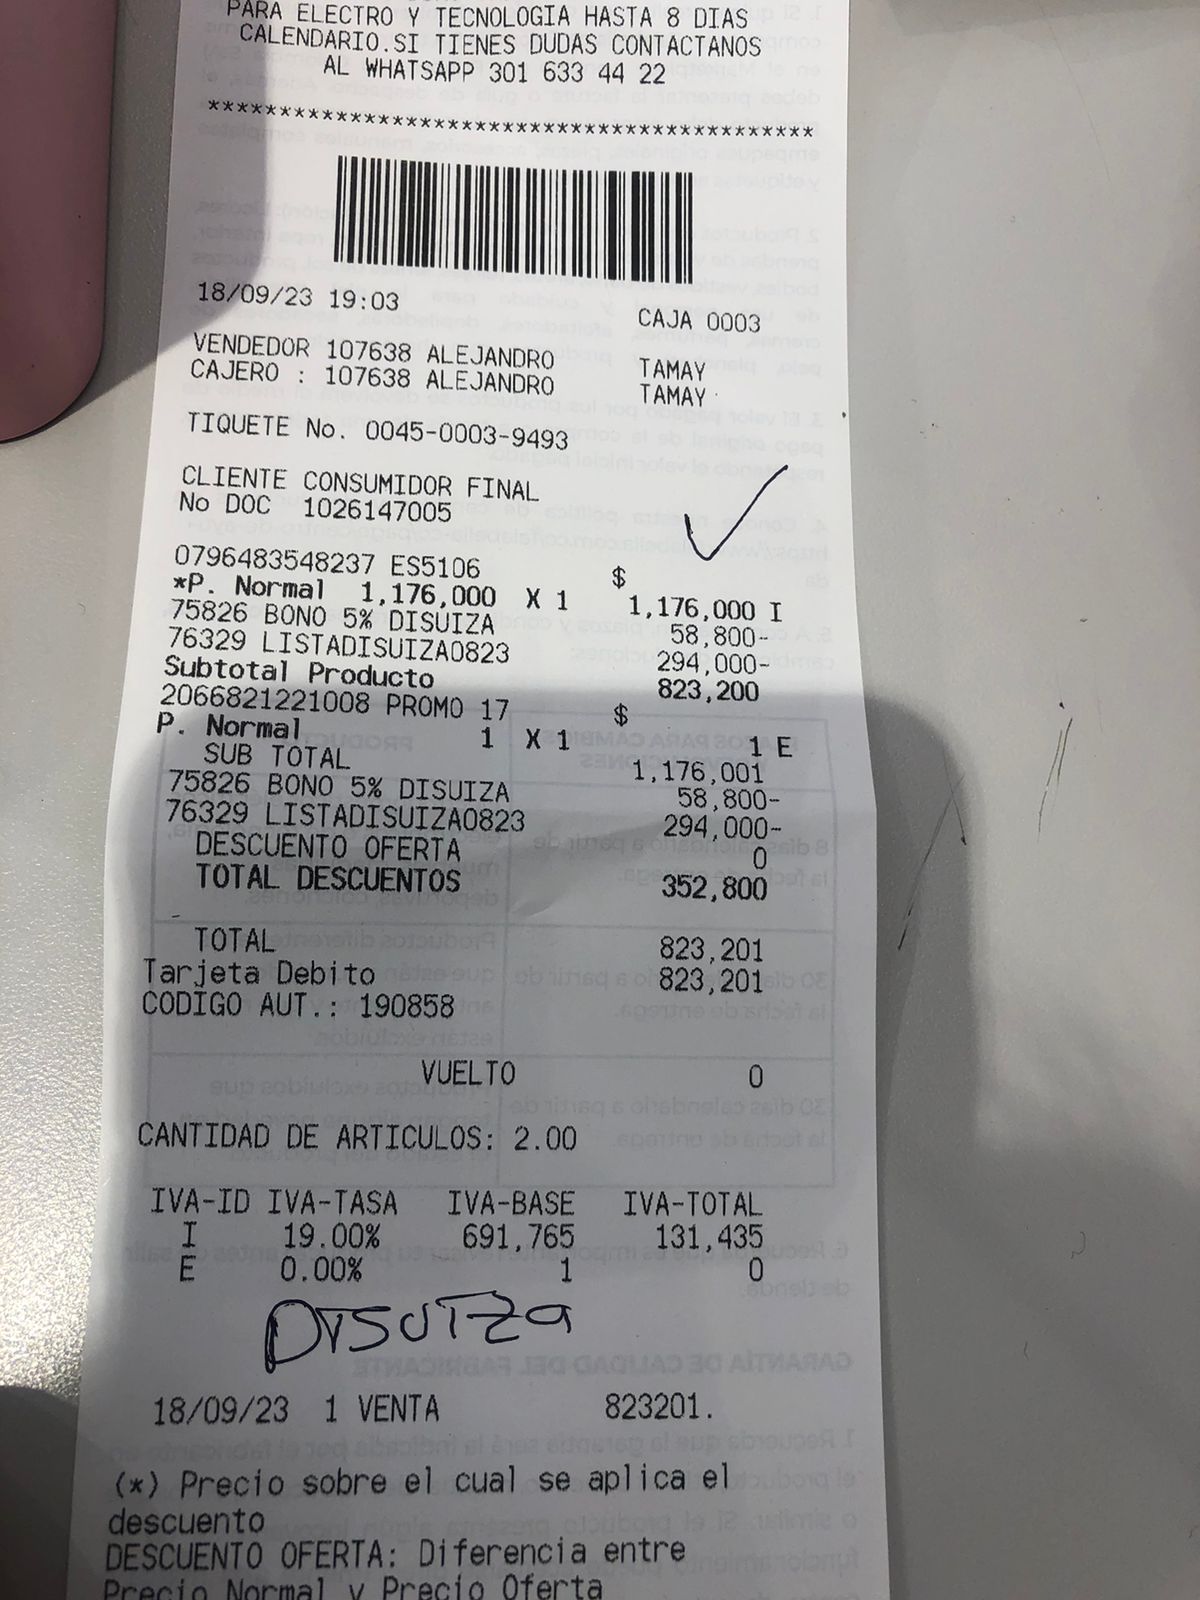 PARA ELECTRO Y TECNOLOGIA HASTA 8 DIAS
CALENDARIO.SI TIENES DUDAS CONTACTANOS
AL WHATSAPP 301 633 44 22
*******************************************
18/09/23 19:03 CAJA 0003
VENDEDOR 107638 ALEJANDRO TAMAY
CAJERO : 107638 ALEJANDRO TAMAY
TIQUETE No. 0045-0003-9493
CLIENTE CONSUMIDOR FINAL
No DOC 1026147005
0796483548237 ES5106 $
*P. Normal 1,176,000 X 1 1,176,000 I
75826 BONO 5% DISUIZA 58,800-
76329 LISTADISUIZA0823 294,000-
Subtotal Producto 823,200
2066821221008 PROMO 17 $
P. Normal 1 X 1 1 E
SUB TOTAL 1,176,001
75826 BONO 5% DISUIZA 58,800-
76329 LISTADISUIZA0823 294,000-
DESCUENTO OFERTA 0
TOTAL DESCUENTOS 352,800
TOTAL 823,201
Tarjeta Debito 823,201
CODIGO AUT.: 190858
VUELTO 0
CANTIDAD DE ARTICULOS: 2.00
IVA-ID IVA-TASA IVA-BASE IVA-TOTAL
I 19.00% 691,765 131,435
E 0.00% 1 0
DISUIZA
18/09/23 1 VENTA 823201.
(*) Precio sobre el cual se aplica el
descuento
DESCUENTO OFERTA: Diferencia entre
Precio Normal y Precio Oferta